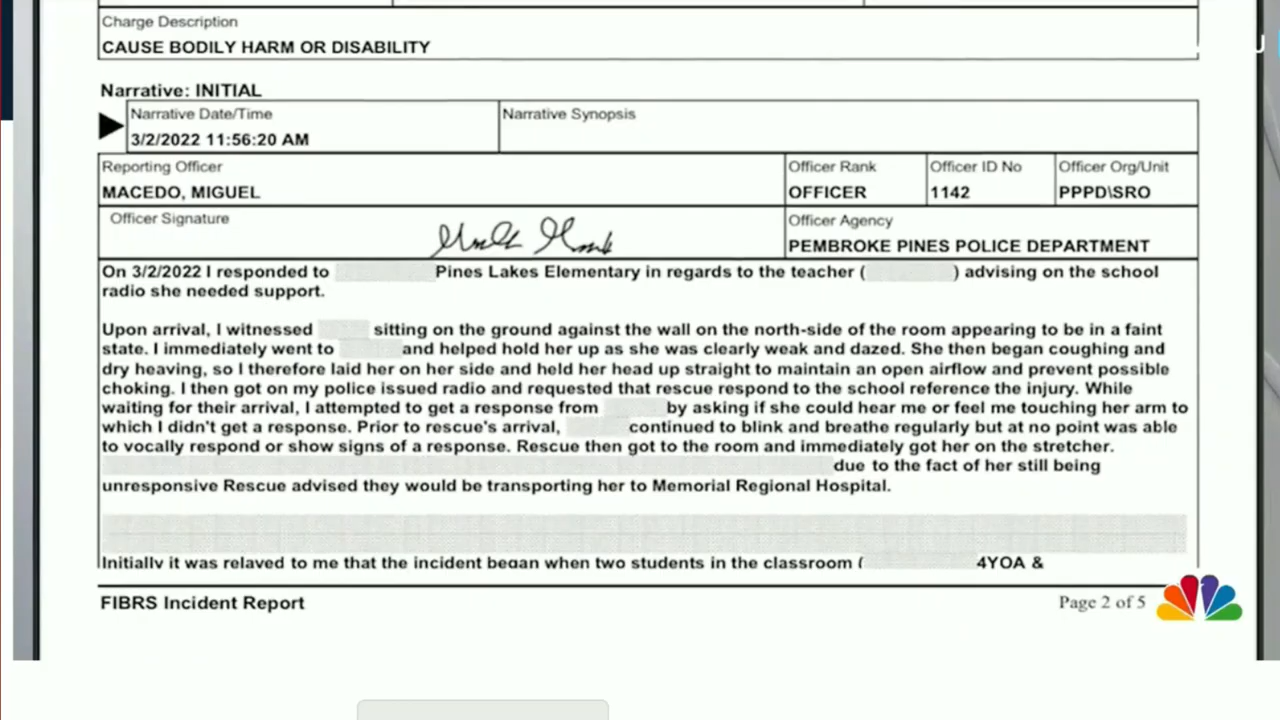 Charge Description
CAUSE BODILY HARM OR DISABILITY
Narrative: INITIAL
Narrative Date/Time
Narrative Synopsis
3/2/2022 11:56:20 AM
Reporting Officer
Officer Rank
Officer ID No
Officer Org/Unit
MACEDO, MIGUEL
OFFICER
1142
PPPD\SRO
Officer Signature
Officer Agency
PEMBROKE PINES POLICE DEPARTMENT
On 3/2/2022 I responded to Pines Lakes Elementary in regards to the teacher ( ) advising on the school
radio she needed support.
Upon arrival, I witnessed sitting on the ground against the wall on the north-side of the room appearing to be in a faint
state. I immediately went to and helped hold her up as she was clearly weak and dazed. She then began coughing and
dry heaving, so I therefore laid her on her side and held her head up straight to maintain an open airflow and prevent possible
choking. I then got on my police issued radio and requested that rescue respond to the school reference the injury. While
waiting for their arrival, I attempted to get a response from by asking if she could hear me or feel me touching her arm to
which I didn't get a response. Prior to rescue's arrival, continued to blink and breathe regularly but at no point was able
to vocally respond or show signs of a response. Rescue then got to the room and immediately got her on the stretcher.
due to the fact of her still being
unresponsive Rescue advised they would be transporting her to Memorial Regional Hospital.
Initially it was relayed to me that the incident began when two students in the classroom ( 4YOA &
FIBRS Incident Report
Page 2 of 5